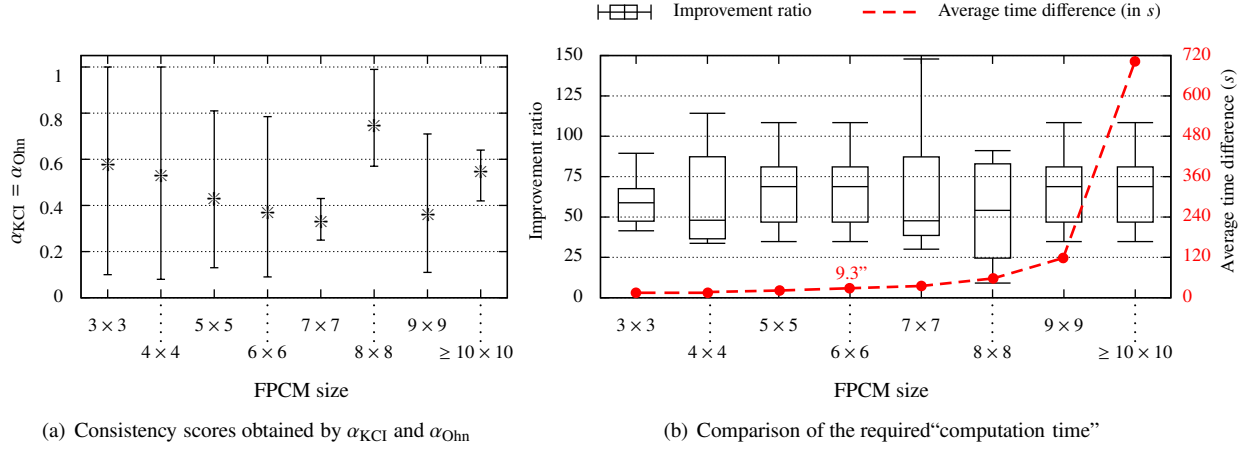 Improvement ratio
Average time difference (in s)
1
0.8
0.6
0.4
0.2
0
α_KCI = α_Ohn
3 × 3
5 × 5
7 × 7
9 × 9
4 × 4
6 × 6
8 × 8
≥ 10 × 10
FPCM size
(a) Consistency scores obtained by α_KCI and α_Ohn
150
125
100
75
50
25
0
Improvement ratio
9.3”
720
600
480
360
240
120
0
Average time difference (s)
3 × 3
5 × 5
7 × 7
9 × 9
4 × 4
6 × 6
8 × 8
≥ 10 × 10
FPCM size
(b) Comparison of the required“computation time”